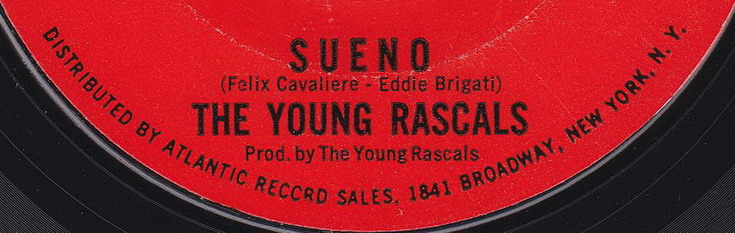 SUENO
(Felix Cavaliere - Eddie Brigati)
THE YOUNG RASCALS
Prod. by The Young Rascals
DISTRIBUTED BY ATLANTIC RECORD SALES, 1841 BROADWAY, NEW YORK, N. Y.